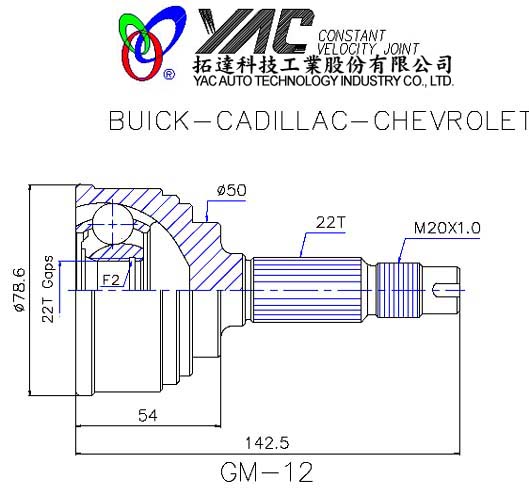 YAC
CONSTANT
VELOCITY JOINT
®
拓達科技工業股份有限公司
YAC AUTO TECHNOLOGY INDUSTRY CO., LTD.
BUICK-CADILLAC-CHEVROLET
ø50
22T
M20X1.0
ø78.6
22T Gaps
F2
54
142.5
GM-12